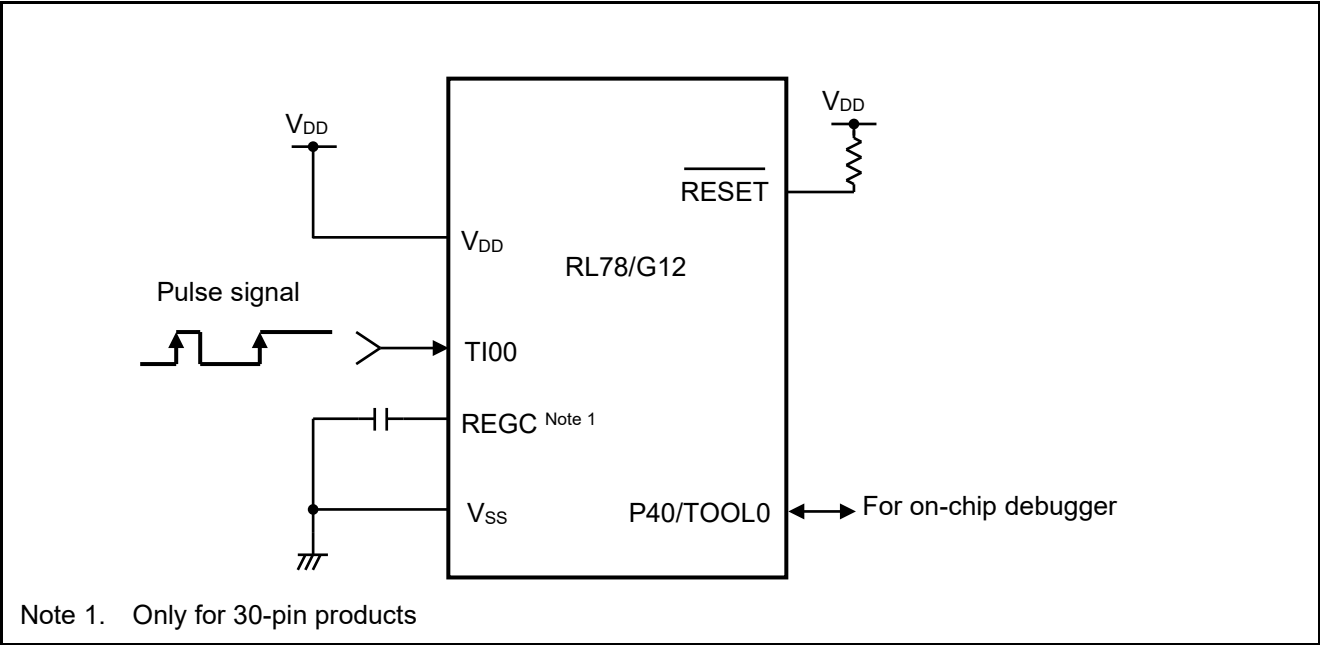 VDD
VDD
RESET
VDD
RL78/G12
Pulse signal
TI00
REGC Note 1
VSS
P40/TOOL0
For on-chip debugger
Note 1. Only for 30-pin products